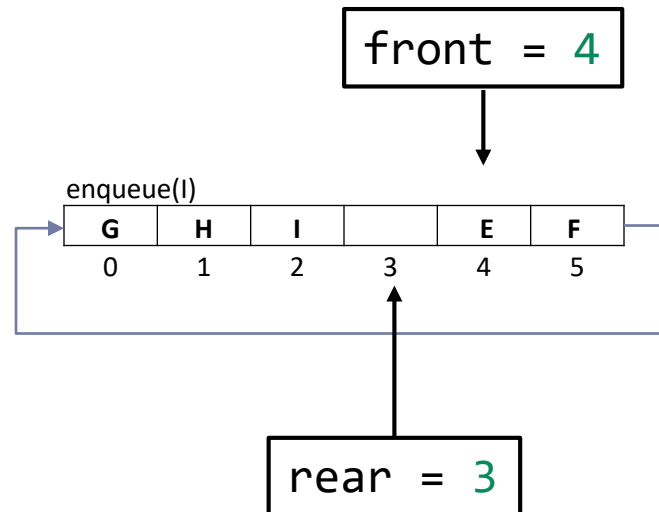 front = 4
enqueue(I)
G H I E F
0 1 2 3 4 5
rear = 3